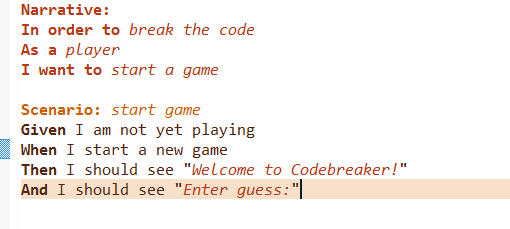 Narrative:
In order to break the code
As a player
I want to start a game
Scenario: start game
Given I am not yet playing
When I start a new game
Then I should see "Welcome to Codebreaker!"
And I should see "Enter guess:"